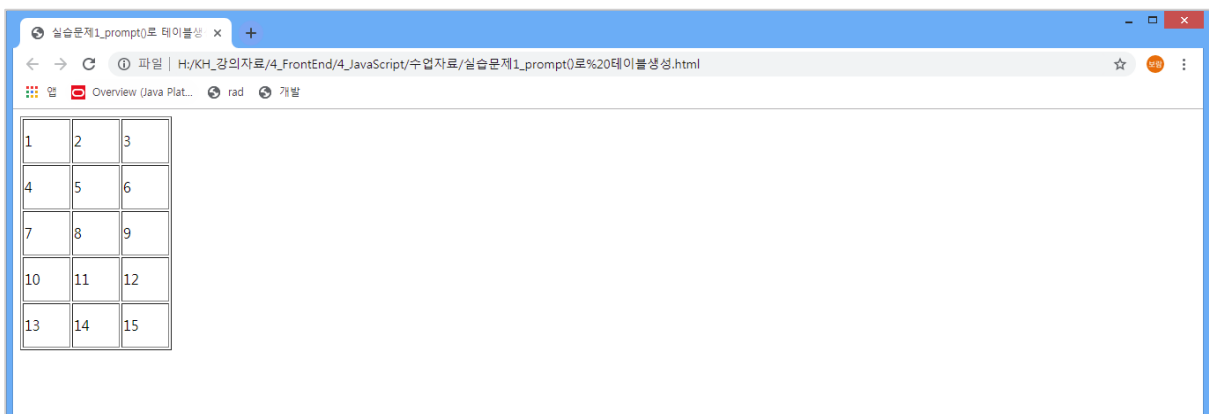 실습문제1_prompt()로 테이블생
파일 | H:/KH_강의자료/4_FrontEnd/4_JavaScript/수업자료/실습문제1_prompt()로%20테이블생성.html
보람
앱 Overview (Java Plat... rad 개발
1 2 3
4 5 6
7 8 9
10 11 12
13 14 15